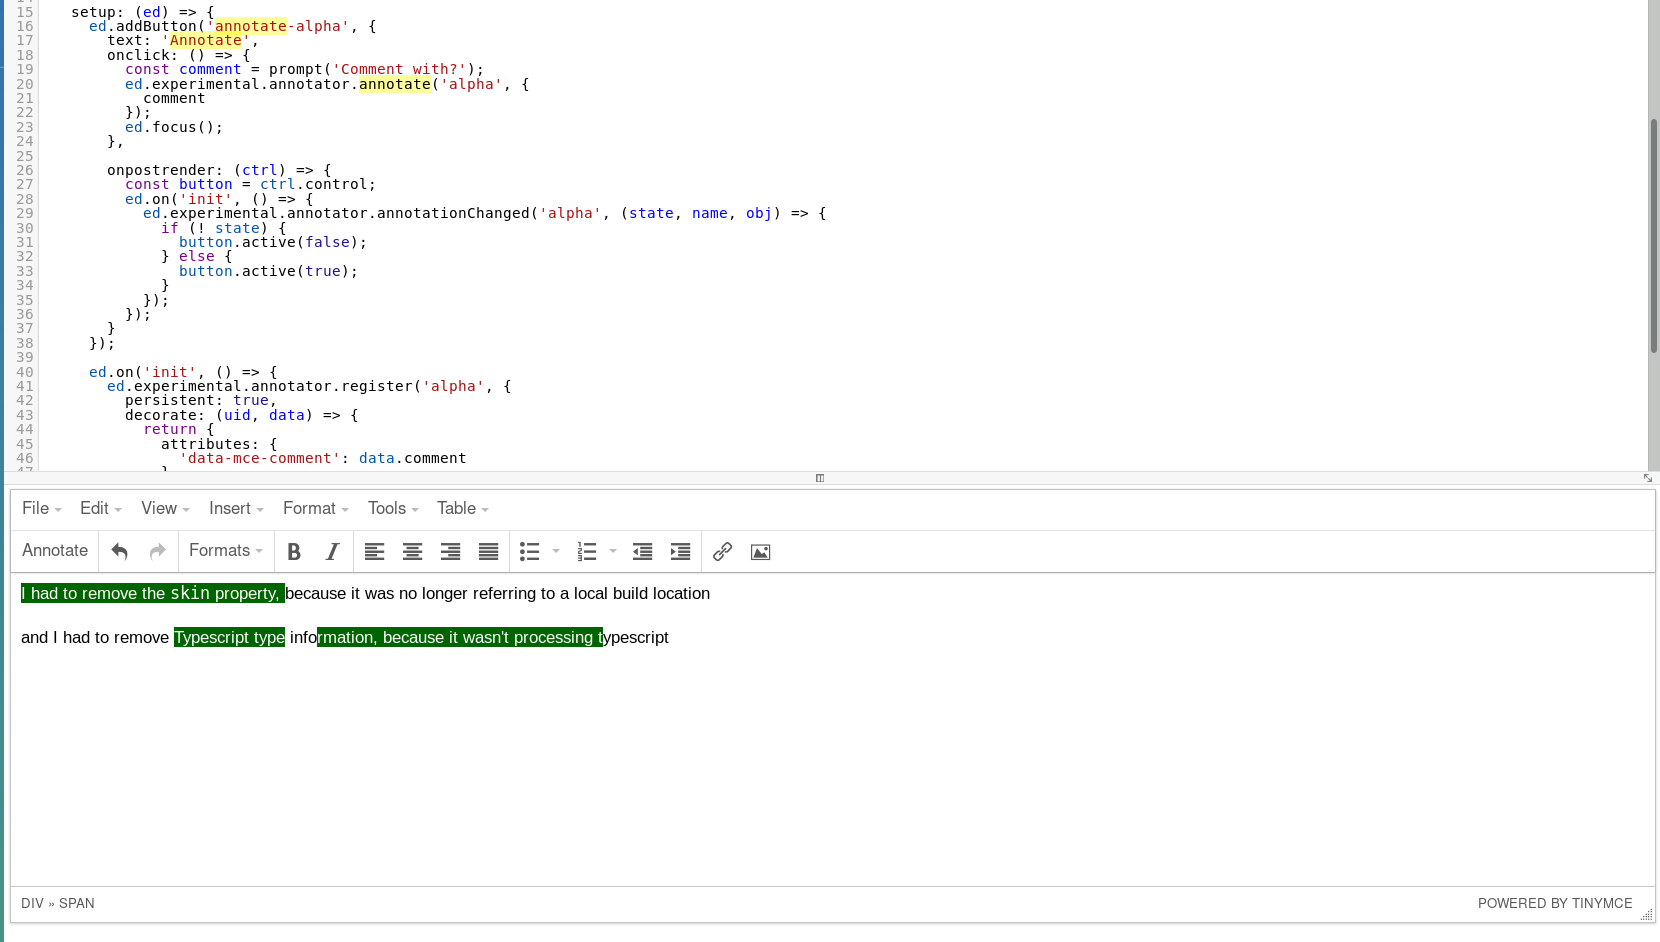 15 setup: (ed) => {
16 ed.addButton('annotate-alpha', {
17 text: 'Annotate',
18 onclick: () => {
19 const comment = prompt('Comment with?');
20 ed.experimental.annotator.annotate('alpha', {
21 comment
22 });
23 ed.focus();
24 },
25
26 onpostrender: (ctrl) => {
27 const button = ctrl.control;
28 ed.on('init', () => {
29 ed.experimental.annotator.annotationChanged('alpha', (state, name, obj) => {
30 if (! state) {
31 button.active(false);
32 } else {
33 button.active(true);
34 }
35 });
36 });
37 }
38 });
39
40 ed.on('init', () => {
41 ed.experimental.annotator.register('alpha', {
42 persistent: true,
43 decorate: (uid, data) => {
44 return {
45 attributes: {
46 'data-mce-comment': data.comment
File Edit View Insert Format Tools Table
Annotate Formats B I
I had to remove the skin property, because it was no longer referring to a local build location
and I had to remove Typescript type information, because it wasn't processing typescript
DIV » SPAN POWERED BY TINYMCE